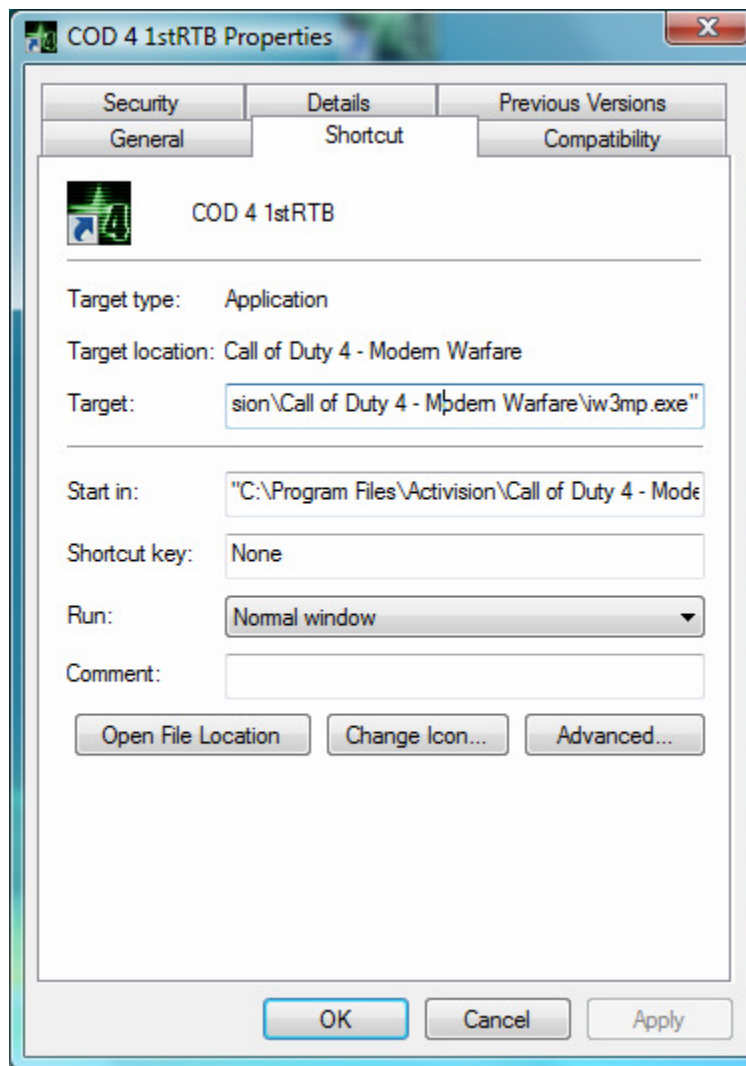 COD 4 1stRTB Properties
Security Details Previous Versions
General Shortcut Compatibility
4 COD 4 1stRTB
Target type: Application
Target location: Call of Duty 4 - Modern Warfare
Target: sion\Call of Duty 4 - Modern Warfare\iw3mp.exe"
Start in: "C:\Program Files\Activision\Call of Duty 4 - Mode
Shortcut key: None
Run: Normal window
Comment:
Open File Location Change Icon... Advanced...
OK Cancel Apply